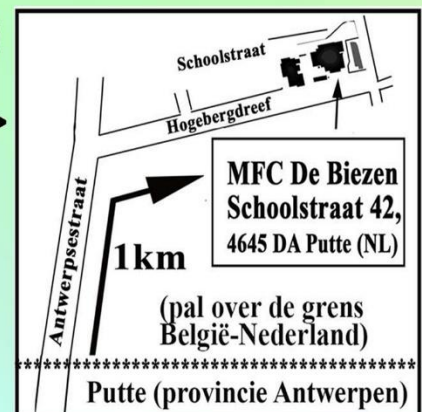 Schoolstraat
Hogebergdreef
MFC De Biezen
Schoolstraat 42,
4645 DA Putte (NL)
Antwerpsestraat
1km
(pal over de grens
België-Nederland)
******************************************
Putte (provincie Antwerpen)